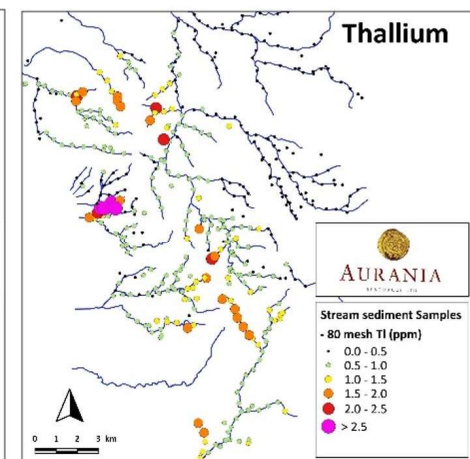 Thallium
AURANIA
Stream sediment Samples
- 80 mesh Tl (ppm)
0.0 - 0.5
0.5 - 1.0
1.0 - 1.5
1.5 - 2.0
2.0 - 2.5
> 2.5
0 1 2 3 km